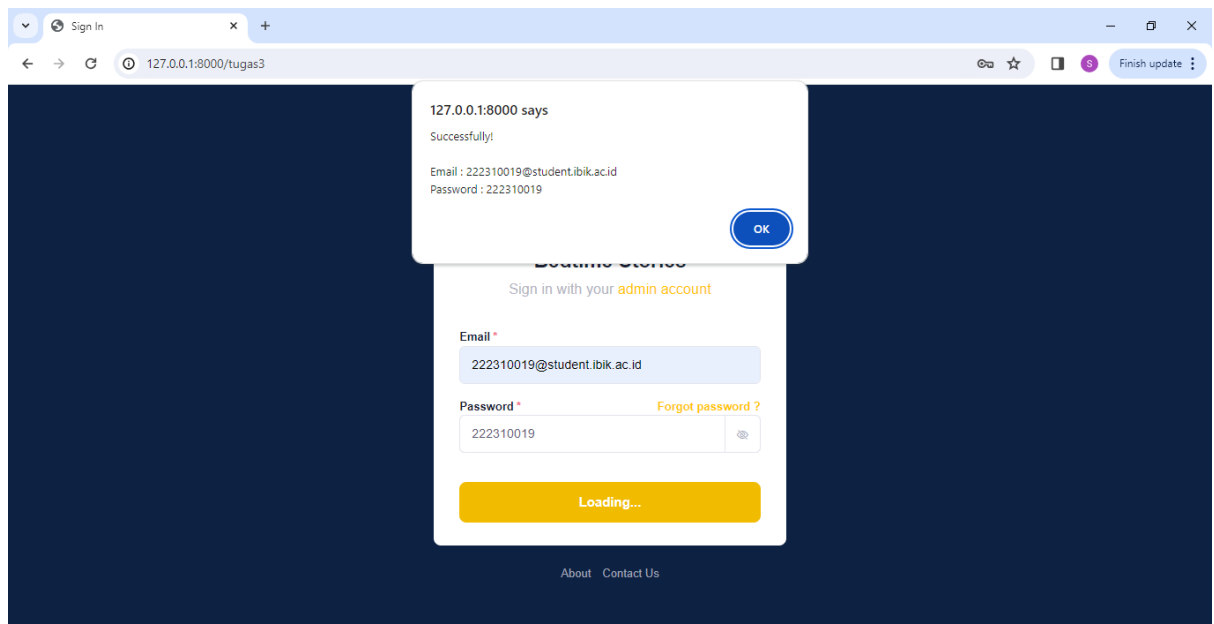 Sign In
127.0.0.1:8000/tugas3
S
Finish update
127.0.0.1:8000 says
Successfully!
Email : 222310019@student.ibik.ac.id
Password : 222310019
OK
Sign in with your admin account
Email *
222310019@student.ibik.ac.id
Password * Forgot password ?
222310019
Loading...
About Contact Us